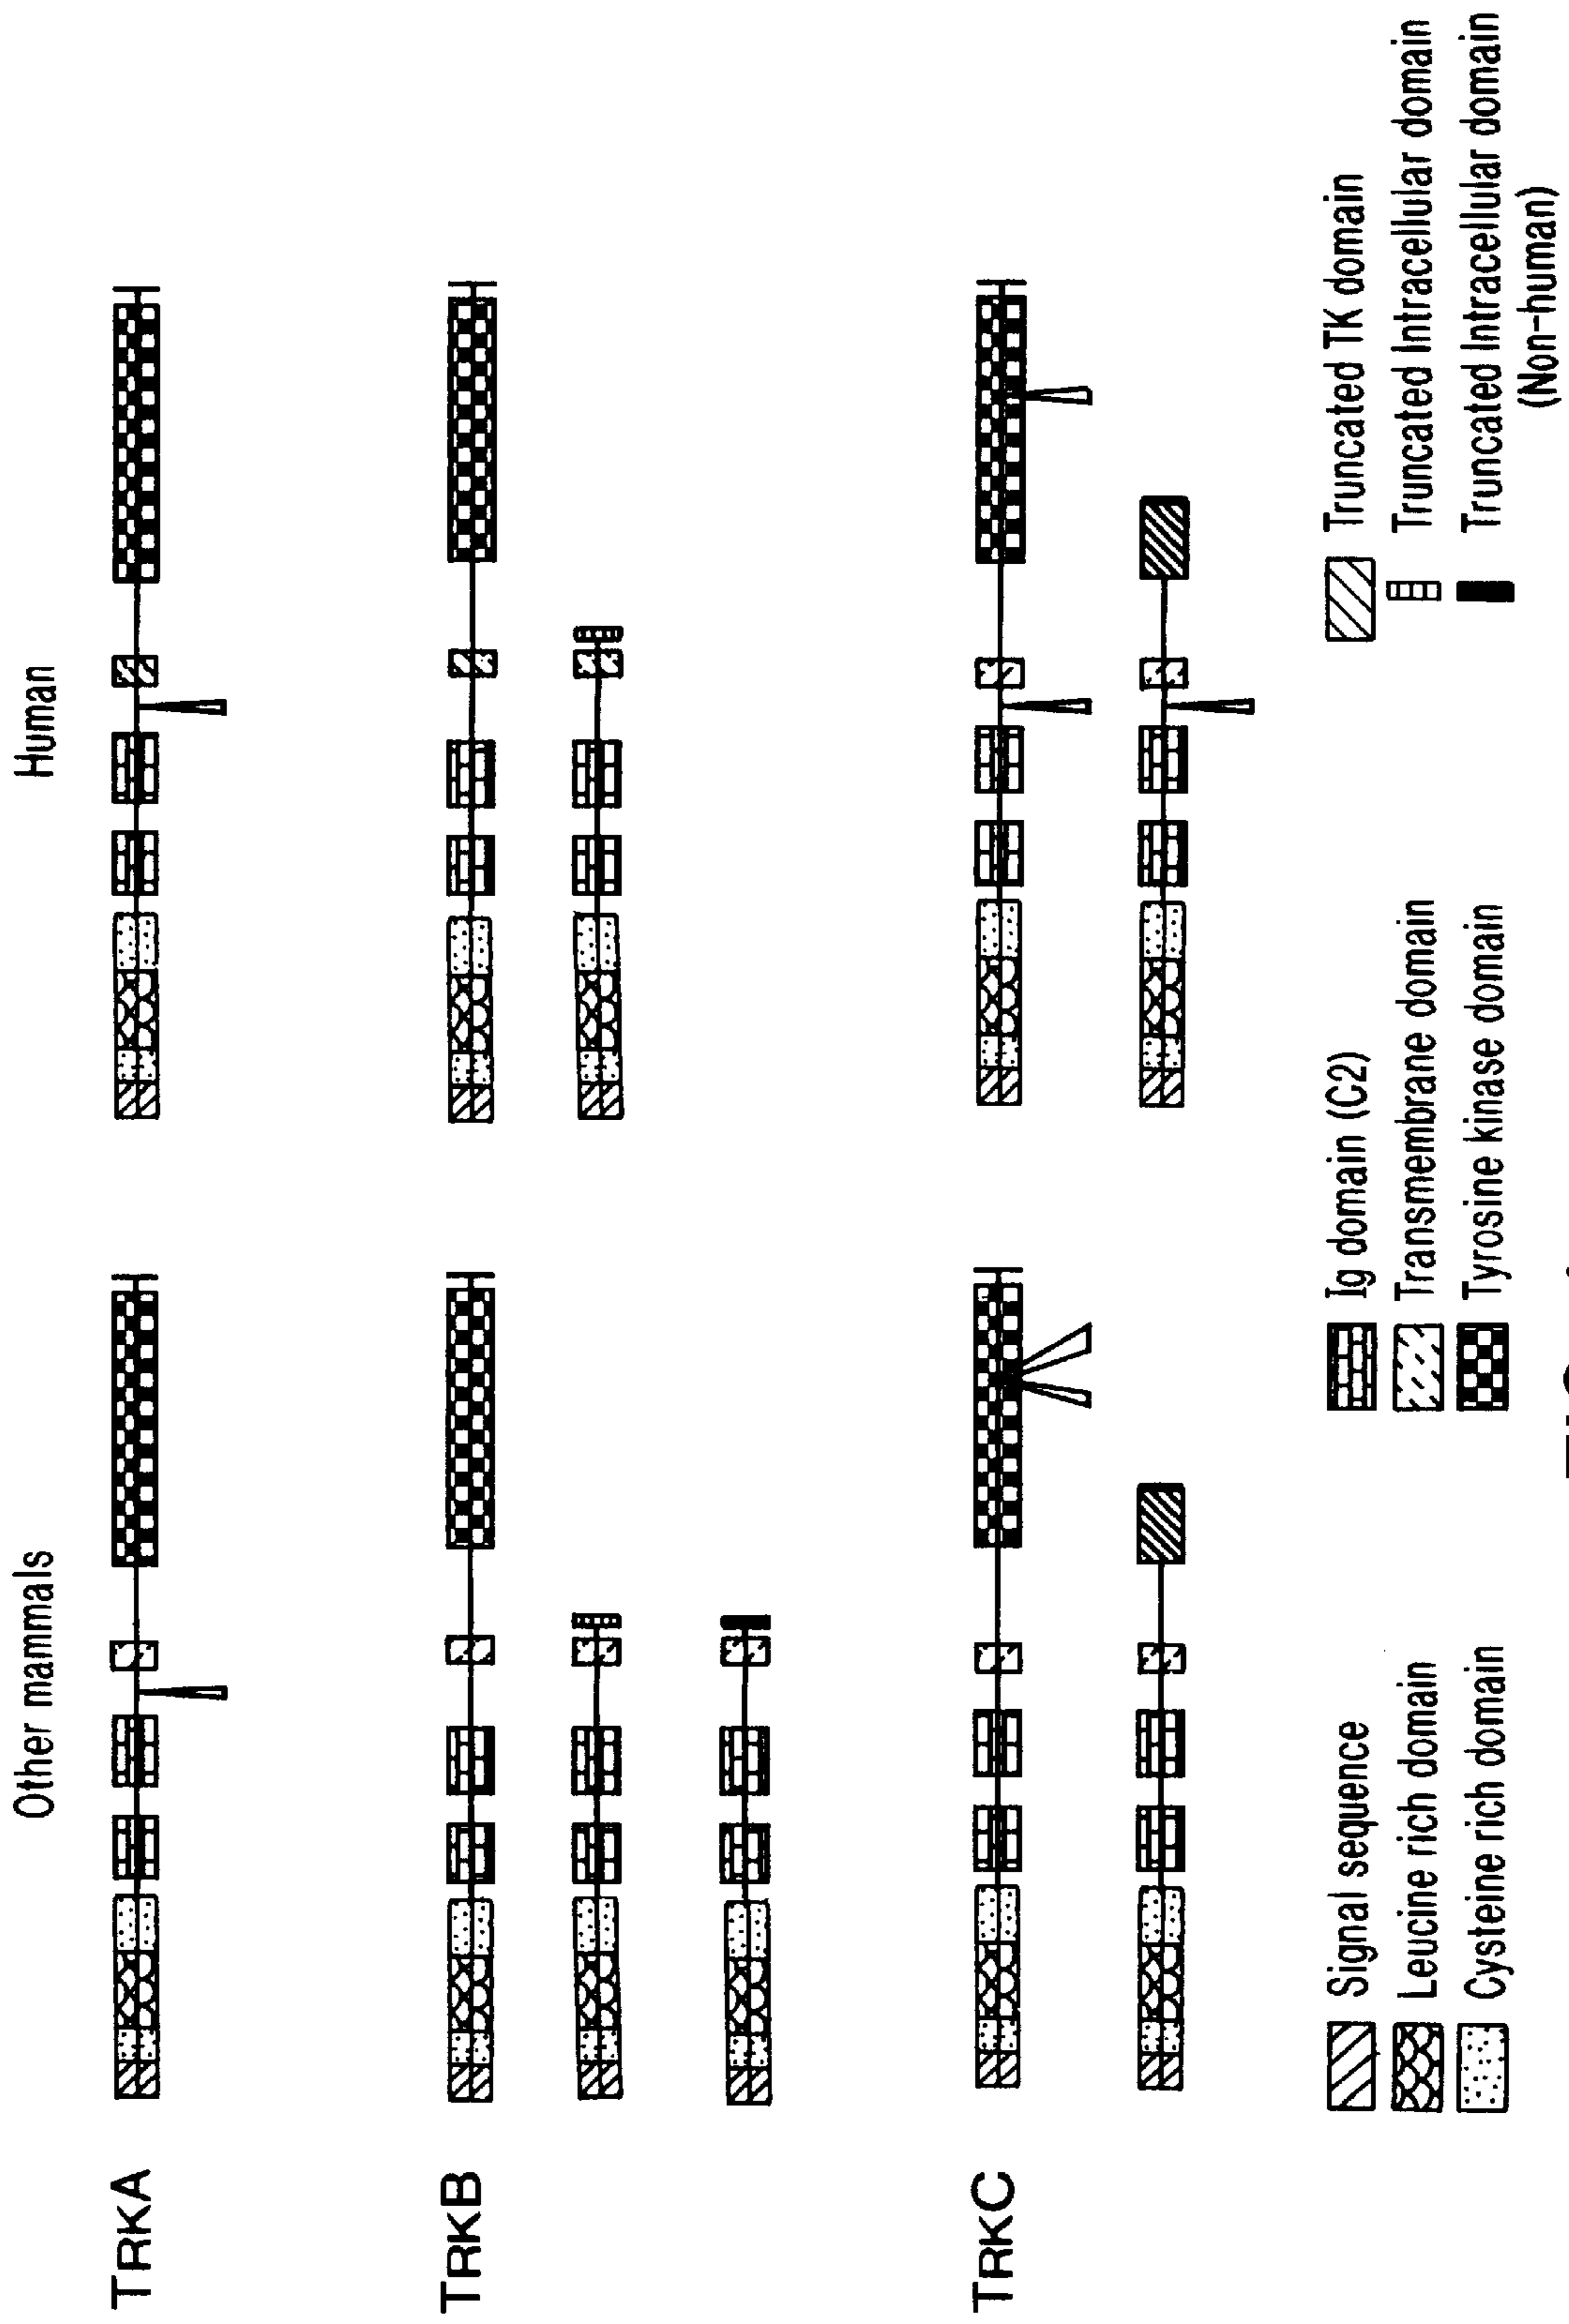 Other mammals
Human
TRKA
TRKB
TRKC
Signal sequence
Leucine rich domain
Cysteine rich domain
Ig domain (C2)
Transmembrane domain
Tyrosine kinase domain
Truncated TK domain
Truncated Intracellular domain
Truncated Intracellular domain
(Non-human)